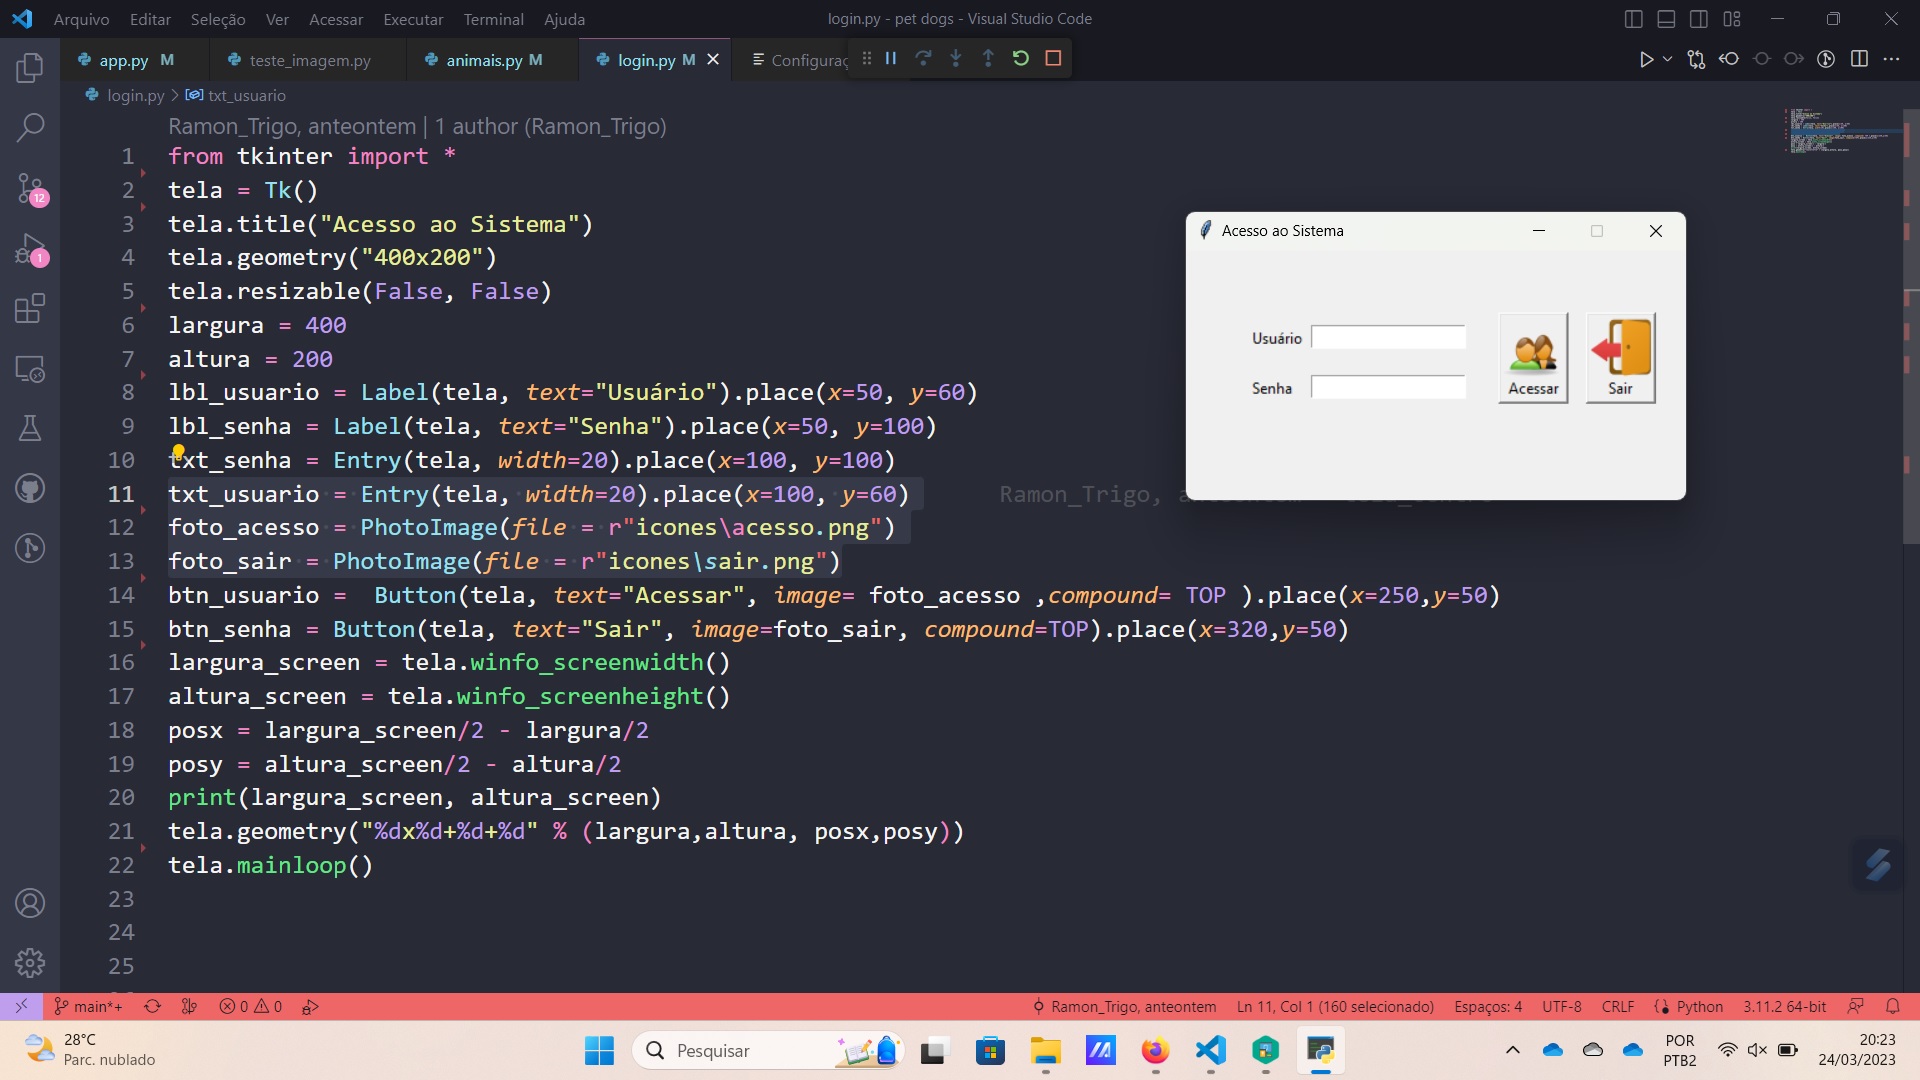 Arquivo Editar Seleção Ver Acessar Executar Terminal Ajuda
login.py - pet dogs - Visual Studio Code
app.py M
teste_imagem.py
animais.py M
login.py M
Configuraç
login.py > txt_usuario
Ramon_Trigo, anteontem | 1 author (Ramon_Trigo)
1 from tkinter import *
2 tela = Tk()
3 tela.title("Acesso ao Sistema")
4 tela.geometry("400x200")
5 tela.resizable(False, False)
6 largura = 400
7 altura = 200
8 lbl_usuario = Label(tela, text="Usuário").place(x=50, y=60)
9 lbl_senha = Label(tela, text="Senha").place(x=50, y=100)
10 txt_senha = Entry(tela, width=20).place(x=100, y=100)
11 txt_usuario = Entry(tela, width=20).place(x=100, y=60) Ramon_Trigo,
12 foto_acesso = PhotoImage(file = r"icones\acesso.png")
13 foto_sair = PhotoImage(file = r"icones\sair.png")
14 btn_usuario =  Button(tela, text="Acessar", image= foto_acesso ,compound= TOP ).place(x=250,y=50)
15 btn_senha = Button(tela, text="Sair", image=foto_sair, compound=TOP).place(x=320,y=50)
16 largura_screen = tela.winfo_screenwidth()
17 altura_screen = tela.winfo_screenheight()
18 posx = largura_screen/2 - largura/2
19 posy = altura_screen/2 - altura/2
20 print(largura_screen, altura_screen)
21 tela.geometry("%dx%d+%d+%d" % (largura,altura, posx,posy))
22 tela.mainloop()
23
24
25
Acesso ao Sistema
Usuário
Senha
Acessar
Sair
12
1
main*+ 0 0
Ramon_Trigo, anteontem Ln 11, Col 1 (160 selecionado) Espaços: 4 UTF-8 CRLF Python 3.11.2 64-bit
28°C
Parc. nublado
Pesquisar
POR
PTB2
20:23
24/03/2023